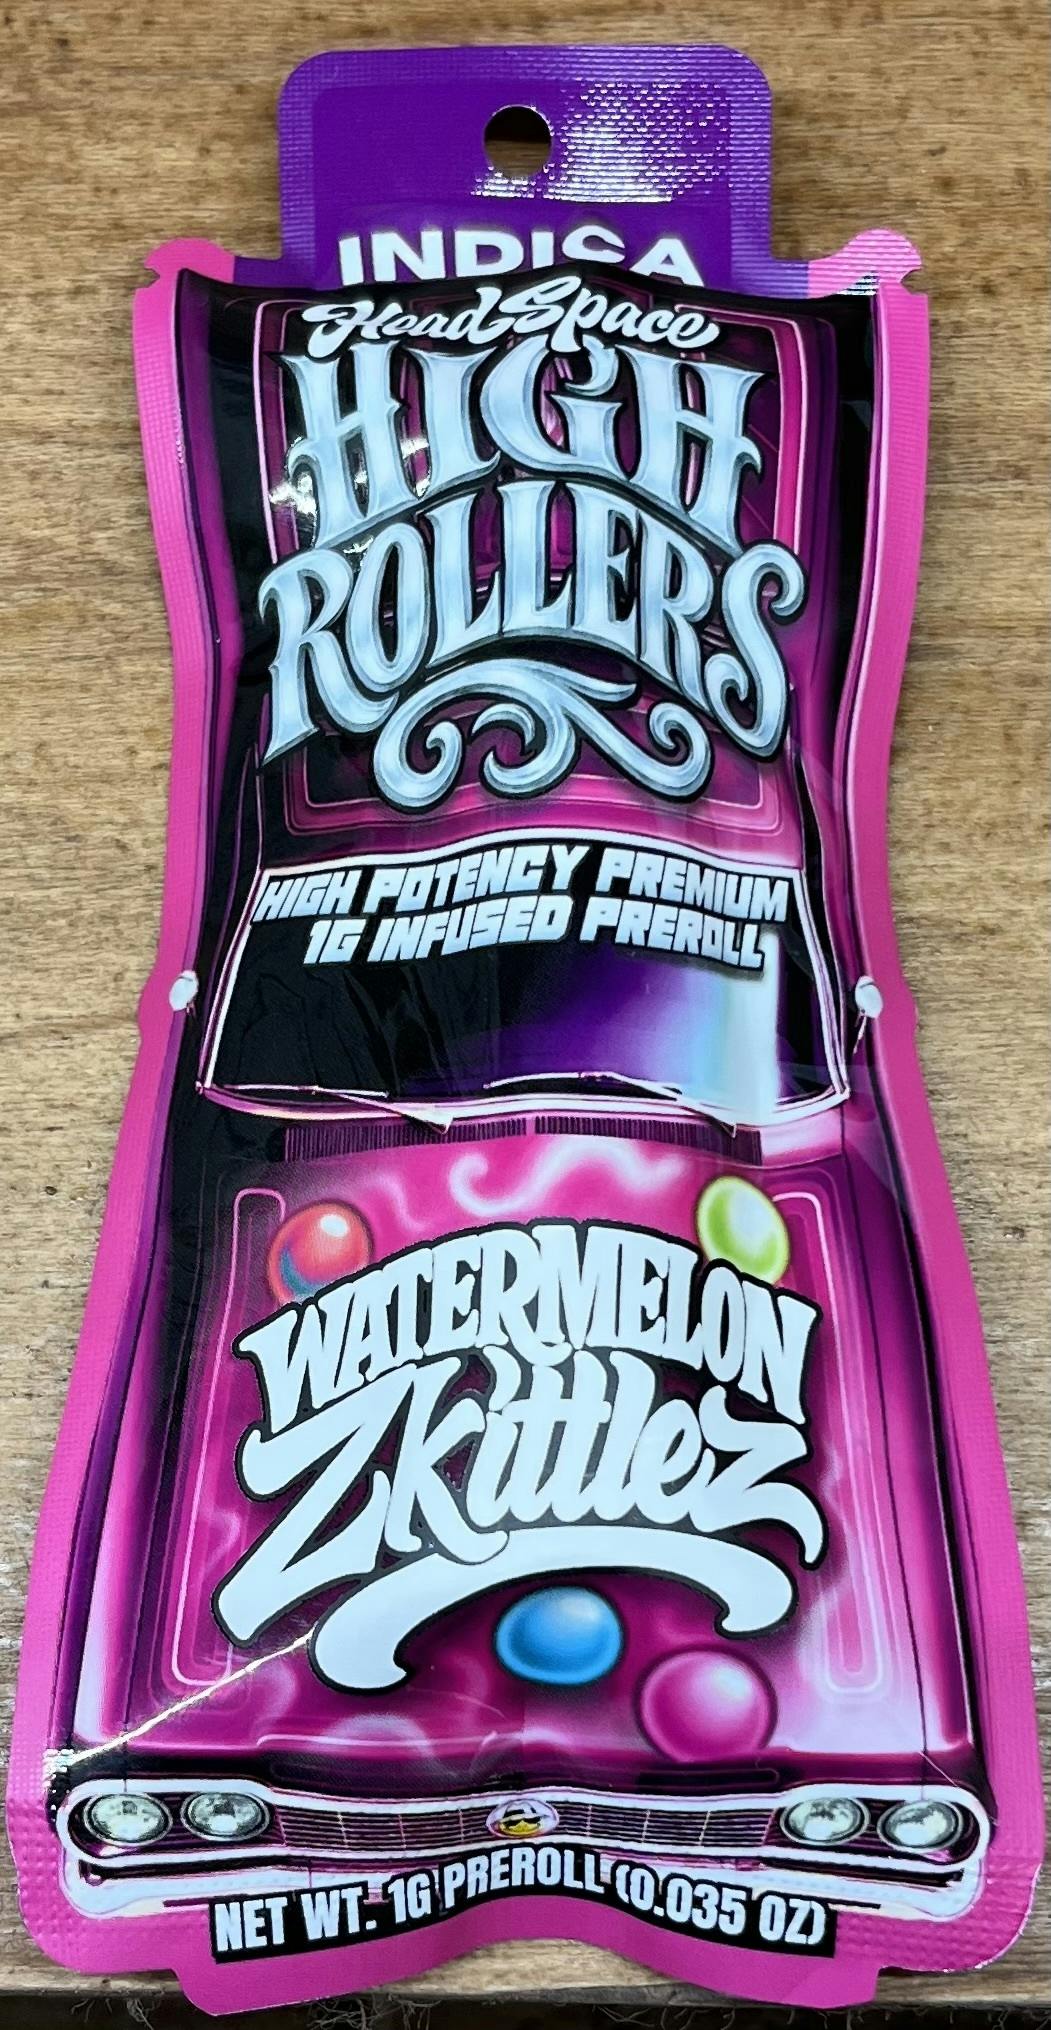 INDICA
HeadSpace
HIGH
ROLLERS
HIGH POTENCY PREMIUM
1G INFUSED PREROLL
WATERMELON
Zkittlez
NET WT. 1G PREROLL (0.035 OZ)